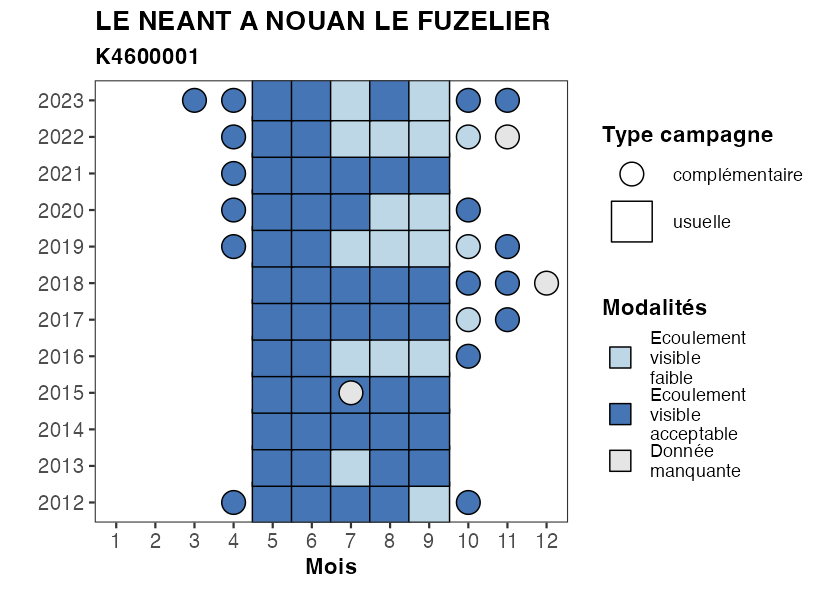 LE NEANT A NOUAN LE FUZELIER
K4600001
2023
2022
2021
2020
2019
2018
2017
2016
2015
2014
2013
2012
1 2 3 4 5 6 7 8 9 10 11 12
Mois
Type campagne
complémentaire
usuelle
Modalités
Ecoulement
visible
faible
Ecoulement
visible
acceptable
Donnée
manquante